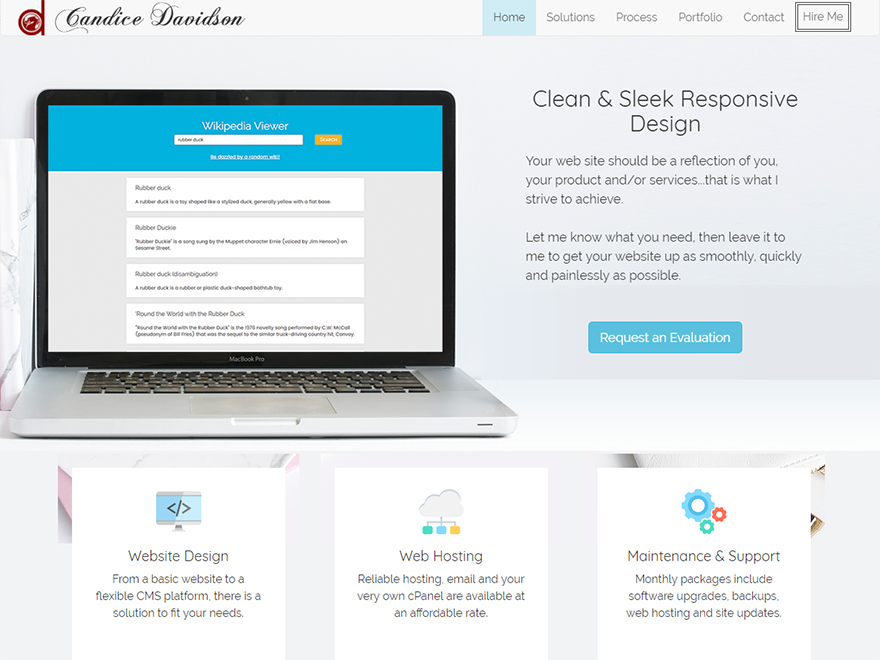 Candice Davidson
Home
Solutions
Process
Portfolio
Contact
Hire Me
Wikipedia Viewer
rubber duck
Search
Be dazzled by a random wiki!
Rubber duck
A rubber duck is a toy shaped like a stylized duck, generally yellow with a flat base.
Rubber Duckie
"Rubber Duckie" is a song sung by the Muppet character Ernie (voiced by Jim Henson) on
Sesame Street.
Rubber duck (disambiguation)
A rubber duck is a rubber or plastic duck-shaped bathtub toy.
'Round the World with the Rubber Duck
"Round the World with the Rubber Duck" is the 1976 novelty song performed by C.W. McCall
(pseudonym of Bill Fries) that was the sequel to the similar truck-driving country hit, Convoy.
MacBook Pro
Clean & Sleek Responsive
Design
Your web site should be a reflection of you,
your product and/or services...that is what I
strive to achieve.
Let me know what you need, then leave it to
me to get your website up as smoothly, quickly
and painlessly as possible.
Request an Evaluation
</>
Website Design
From a basic website to a
flexible CMS platform, there is a
solution to fit your needs.
Web Hosting
Reliable hosting, email and your
very own cPanel are available at
an affordable rate.
Maintenance & Support
Monthly packages include
software upgrades, backups,
web hosting and site updates.